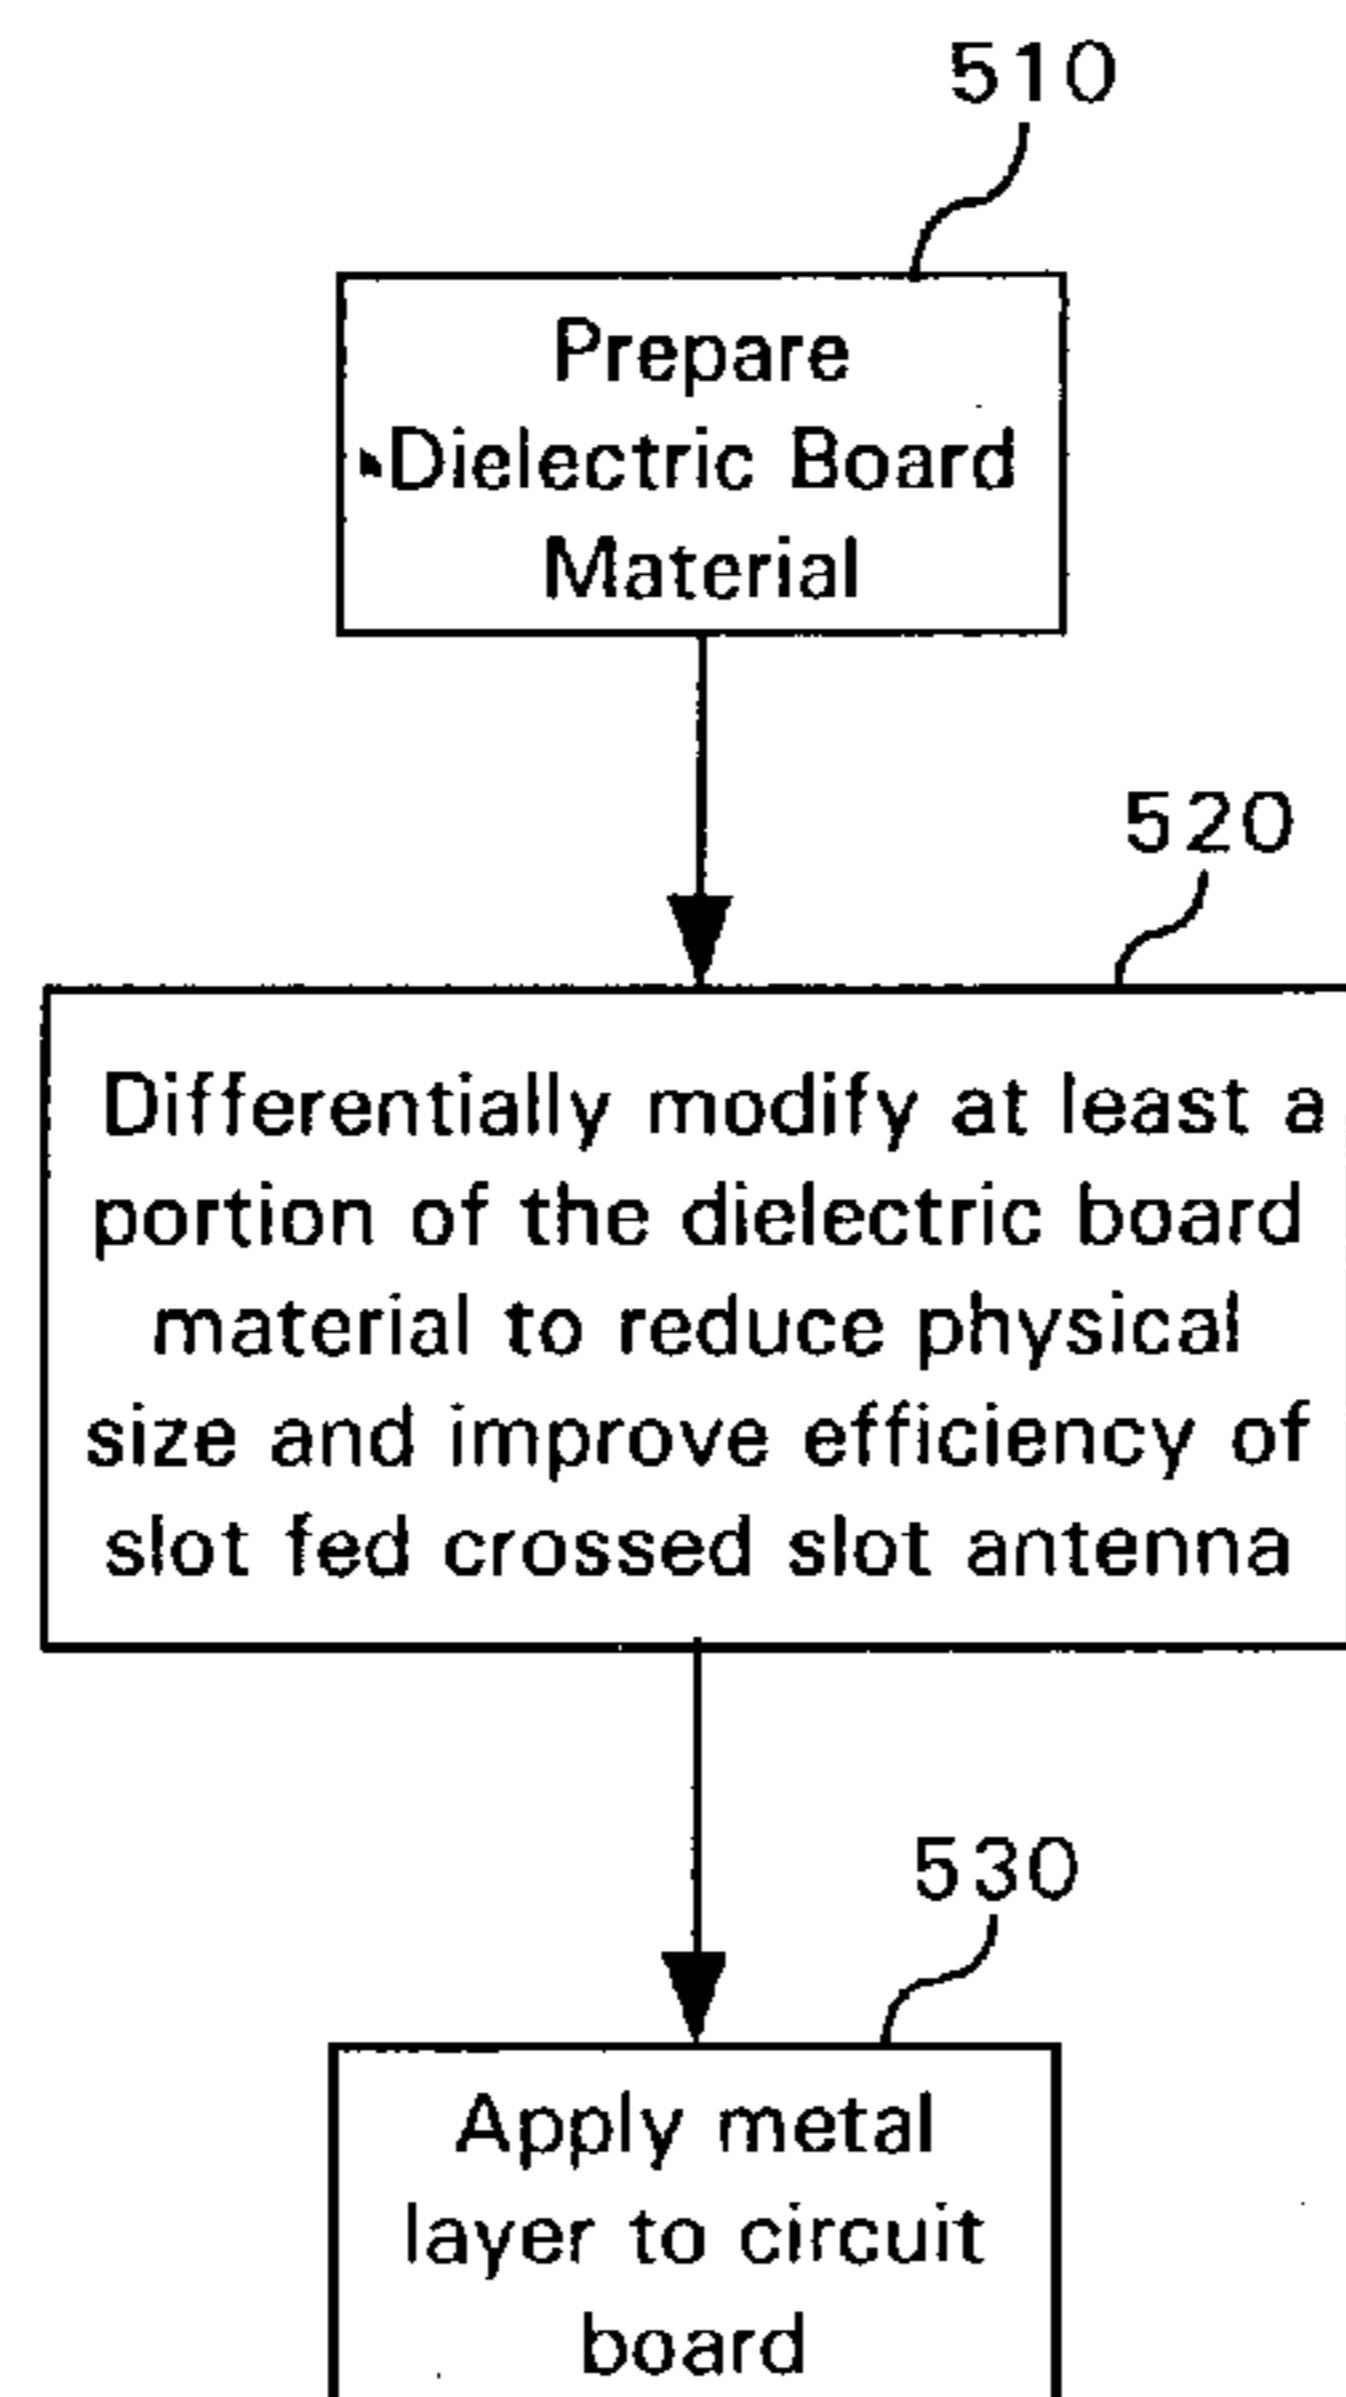 510
Prepare
Dielectric Board
Material
520
Differentially modify at least a
portion of the dielectric board
material to reduce physical
size and improve efficiency of
slot fed crossed slot antenna
530
Apply metal
layer to circuit
board